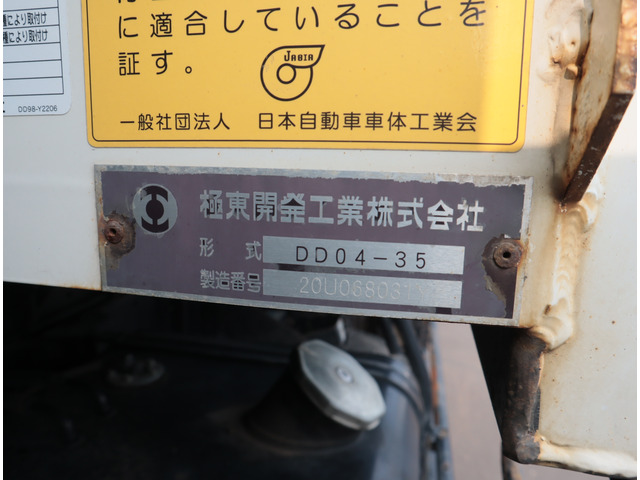 種により取付け
種により取付け
DD98-Y2206
に適合していることを
証す。
JABIA
一般社団法人 日本自動車車体工業会
極東開発工業株式会社
形式 DD04-35
製造番号